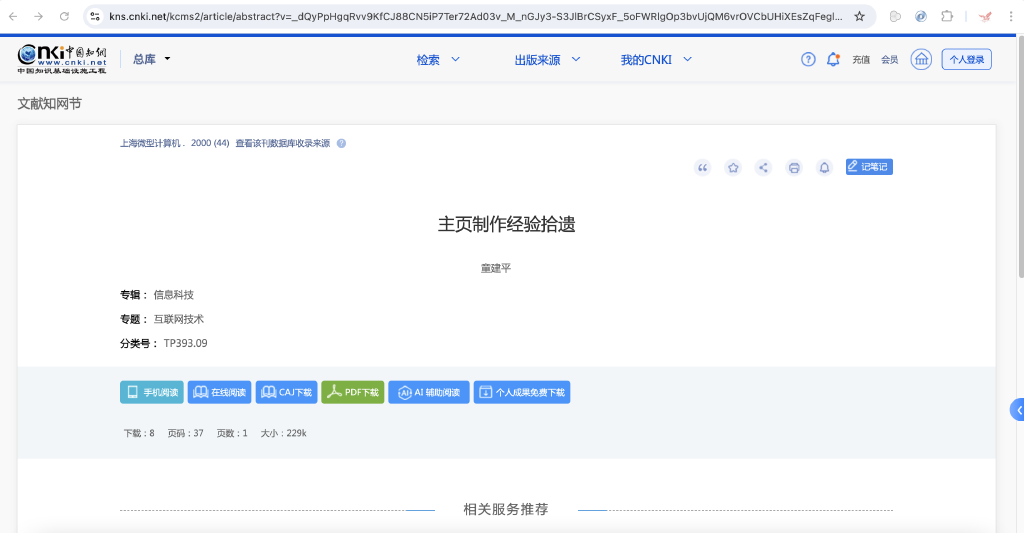 kns.cnki.net/kcms2/article/abstract?v=_dQyPpHgqRvv9KfCJ88CN5iP7Ter72Ad03v_M_nGJy3-S3JlBrCSyxF_5oFWRlgOp3bvUjQM6vrOVCbUHiXEsZqFegl...
CNKI 中国知网
www.cnki.net
中国知识基础设施工程
总库
检索
出版来源
我的CNKI
充值
会员
个人登录
文献知网节
上海微型计算机 . 2000 (44) 查看该刊数据库收录来源
记笔记
主页制作经验拾遗
童建平
专辑： 信息科技
专题： 互联网技术
分类号： TP393.09
手机阅读
在线阅读
CAJ下载
PDF下载
AI 辅助阅读
个人成果免费下载
下载：8 页码：37 页数：1 大小：229k
相关服务推荐